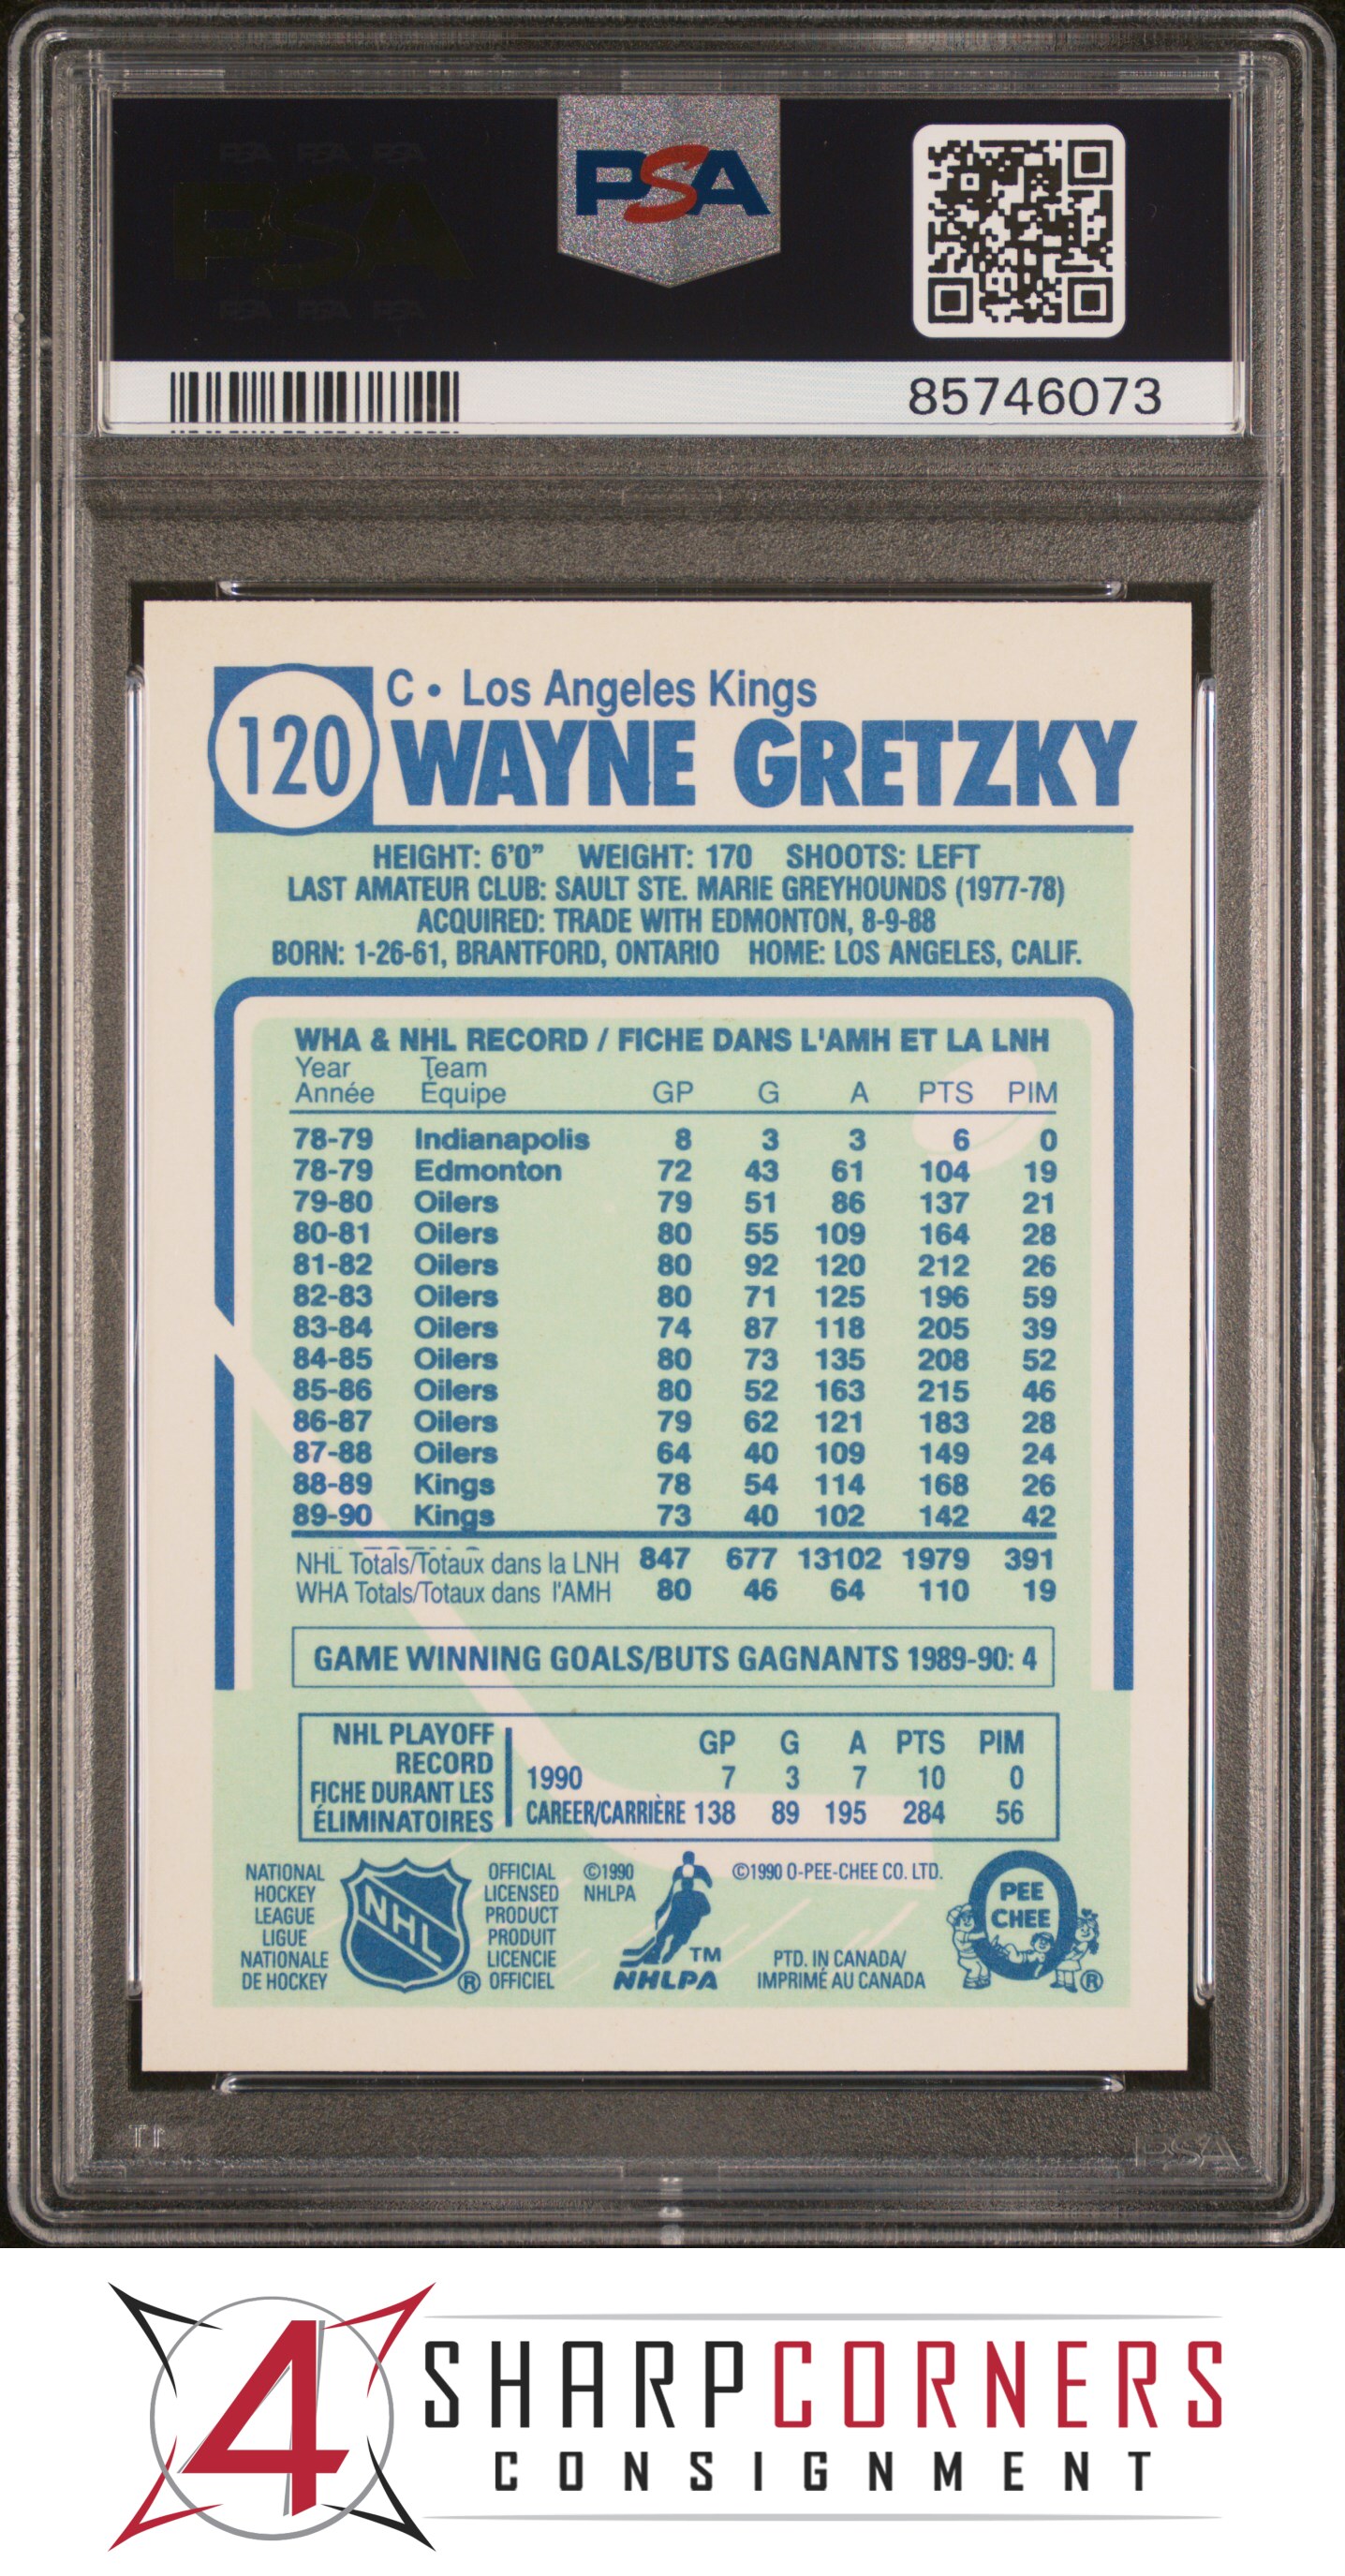 PSA PSA PSA
PSA
PSA PSA PSA
PSA
85746073
120
C • Los Angeles Kings
WAYNE GRETZKY
HEIGHT: 6'0” WEIGHT: 170 SHOOTS: LEFT
LAST AMATEUR CLUB: SAULT STE. MARIE GREYHOUNDS (1977-78)
ACQUIRED: TRADE WITH EDMONTON, 8-9-88
BORN: 1-26-61, BRANTFORD, ONTARIO HOME: LOS ANGELES, CALIF.
WHA & NHL RECORD / FICHE DANS L'AMH ET LA LNH
Year Team
Année Équipe GP G A PTS PIM
78-79 Indianapolis 8 3 3 6 0
78-79 Edmonton 72 43 61 104 19
79-80 Oilers 79 51 86 137 21
80-81 Oilers 80 55 109 164 28
81-82 Oilers 80 92 120 212 26
82-83 Oilers 80 71 125 196 59
83-84 Oilers 74 87 118 205 39
84-85 Oilers 80 73 135 208 52
85-86 Oilers 80 52 163 215 46
86-87 Oilers 79 62 121 183 28
87-88 Oilers 64 40 109 149 24
88-89 Kings 78 54 114 168 26
89-90 Kings 73 40 102 142 42
NHL Totals/Totaux dans la LNH 847 677 13102 1979 391
WHA Totals/Totaux dans l'AMH 80 46 64 110 19
GAME WINNING GOALS/BUTS GAGNANTS 1989-90: 4
NHL PLAYOFF
RECORD
FICHE DURANT LES
ÉLIMINATOIRES
GP G A PTS PIM
1990 7 3 7 10 0
CAREER/CARRIÈRE 138 89 195 284 56
NATIONAL
HOCKEY
LEAGUE
LIGUE
NATIONALE
DE HOCKEY
NHL
®
OFFICIAL
LICENSED
PRODUCT
PRODUIT
LICENCIE
OFFICIEL
©1990
NHLPA
TM
NHLPA
©1990 O-PEE-CHEE CO. LTD.
PTD. IN CANADA/
IMPRIMÉ AU CANADA
O
PEE
CHEE
®
PSA
4
SHARPCORNERS
CONSIGNMENT